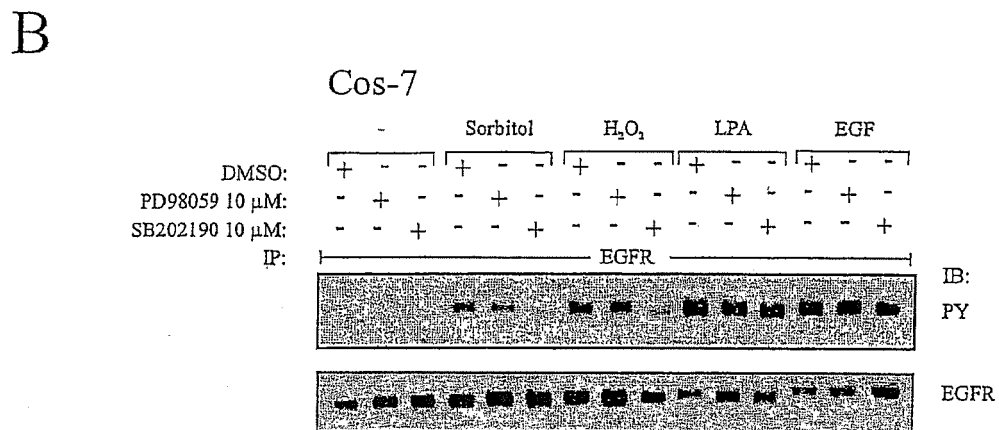 B
Cos-7
- Sorbitol H₂O₂ LPA EGF
DMSO: + - - + - - + - - + - - + - -
PD98059 10 μM: - + - - + - - + - - + - - + -
SB202190 10 μM: - - + - - + - - + - - + - - +
IP: EGFR
IB:
PY
EGFR